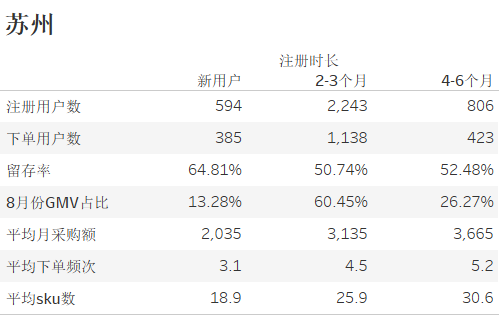 苏州
注册时长
新用户 2-3个月 4-6个月
注册用户数 594 2,243 806
下单用户数 385 1,138 423
留存率 64.81% 50.74% 52.48%
8月份GMV占比 13.28% 60.45% 26.27%
平均月采购额 2,035 3,135 3,665
平均下单频次 3.1 4.5 5.2
平均sku数 18.9 25.9 30.6